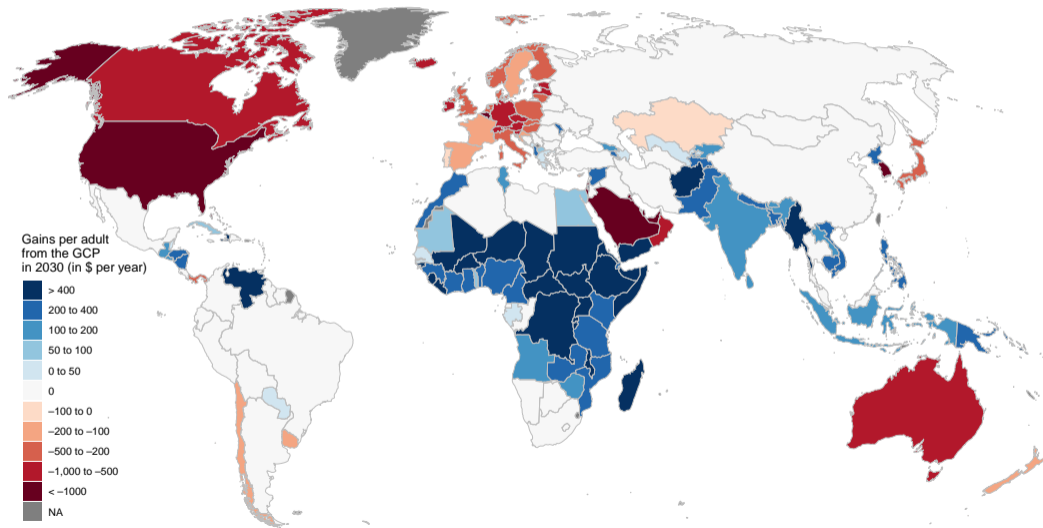 Gains per adult
from the GCP
in 2030 (in $ per year)
> 400
200 to 400
100 to 200
50 to 100
0 to 50
0
–100 to 0
–200 to –100
–500 to –200
–1,000 to –500
< –1000
NA